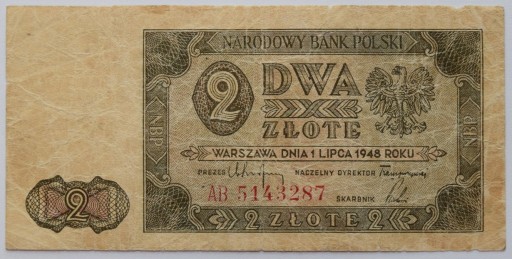 NARODOWY BANK POLSKI
2 DWA
ZŁOTE
NBP NBP
WARSZAWA DNIA 1 LIPCA 1948 ROKU
PREZES NACZELNY DYREKTOR
AB 5143287 SKARBNIK
2 2 ZŁOTE 2